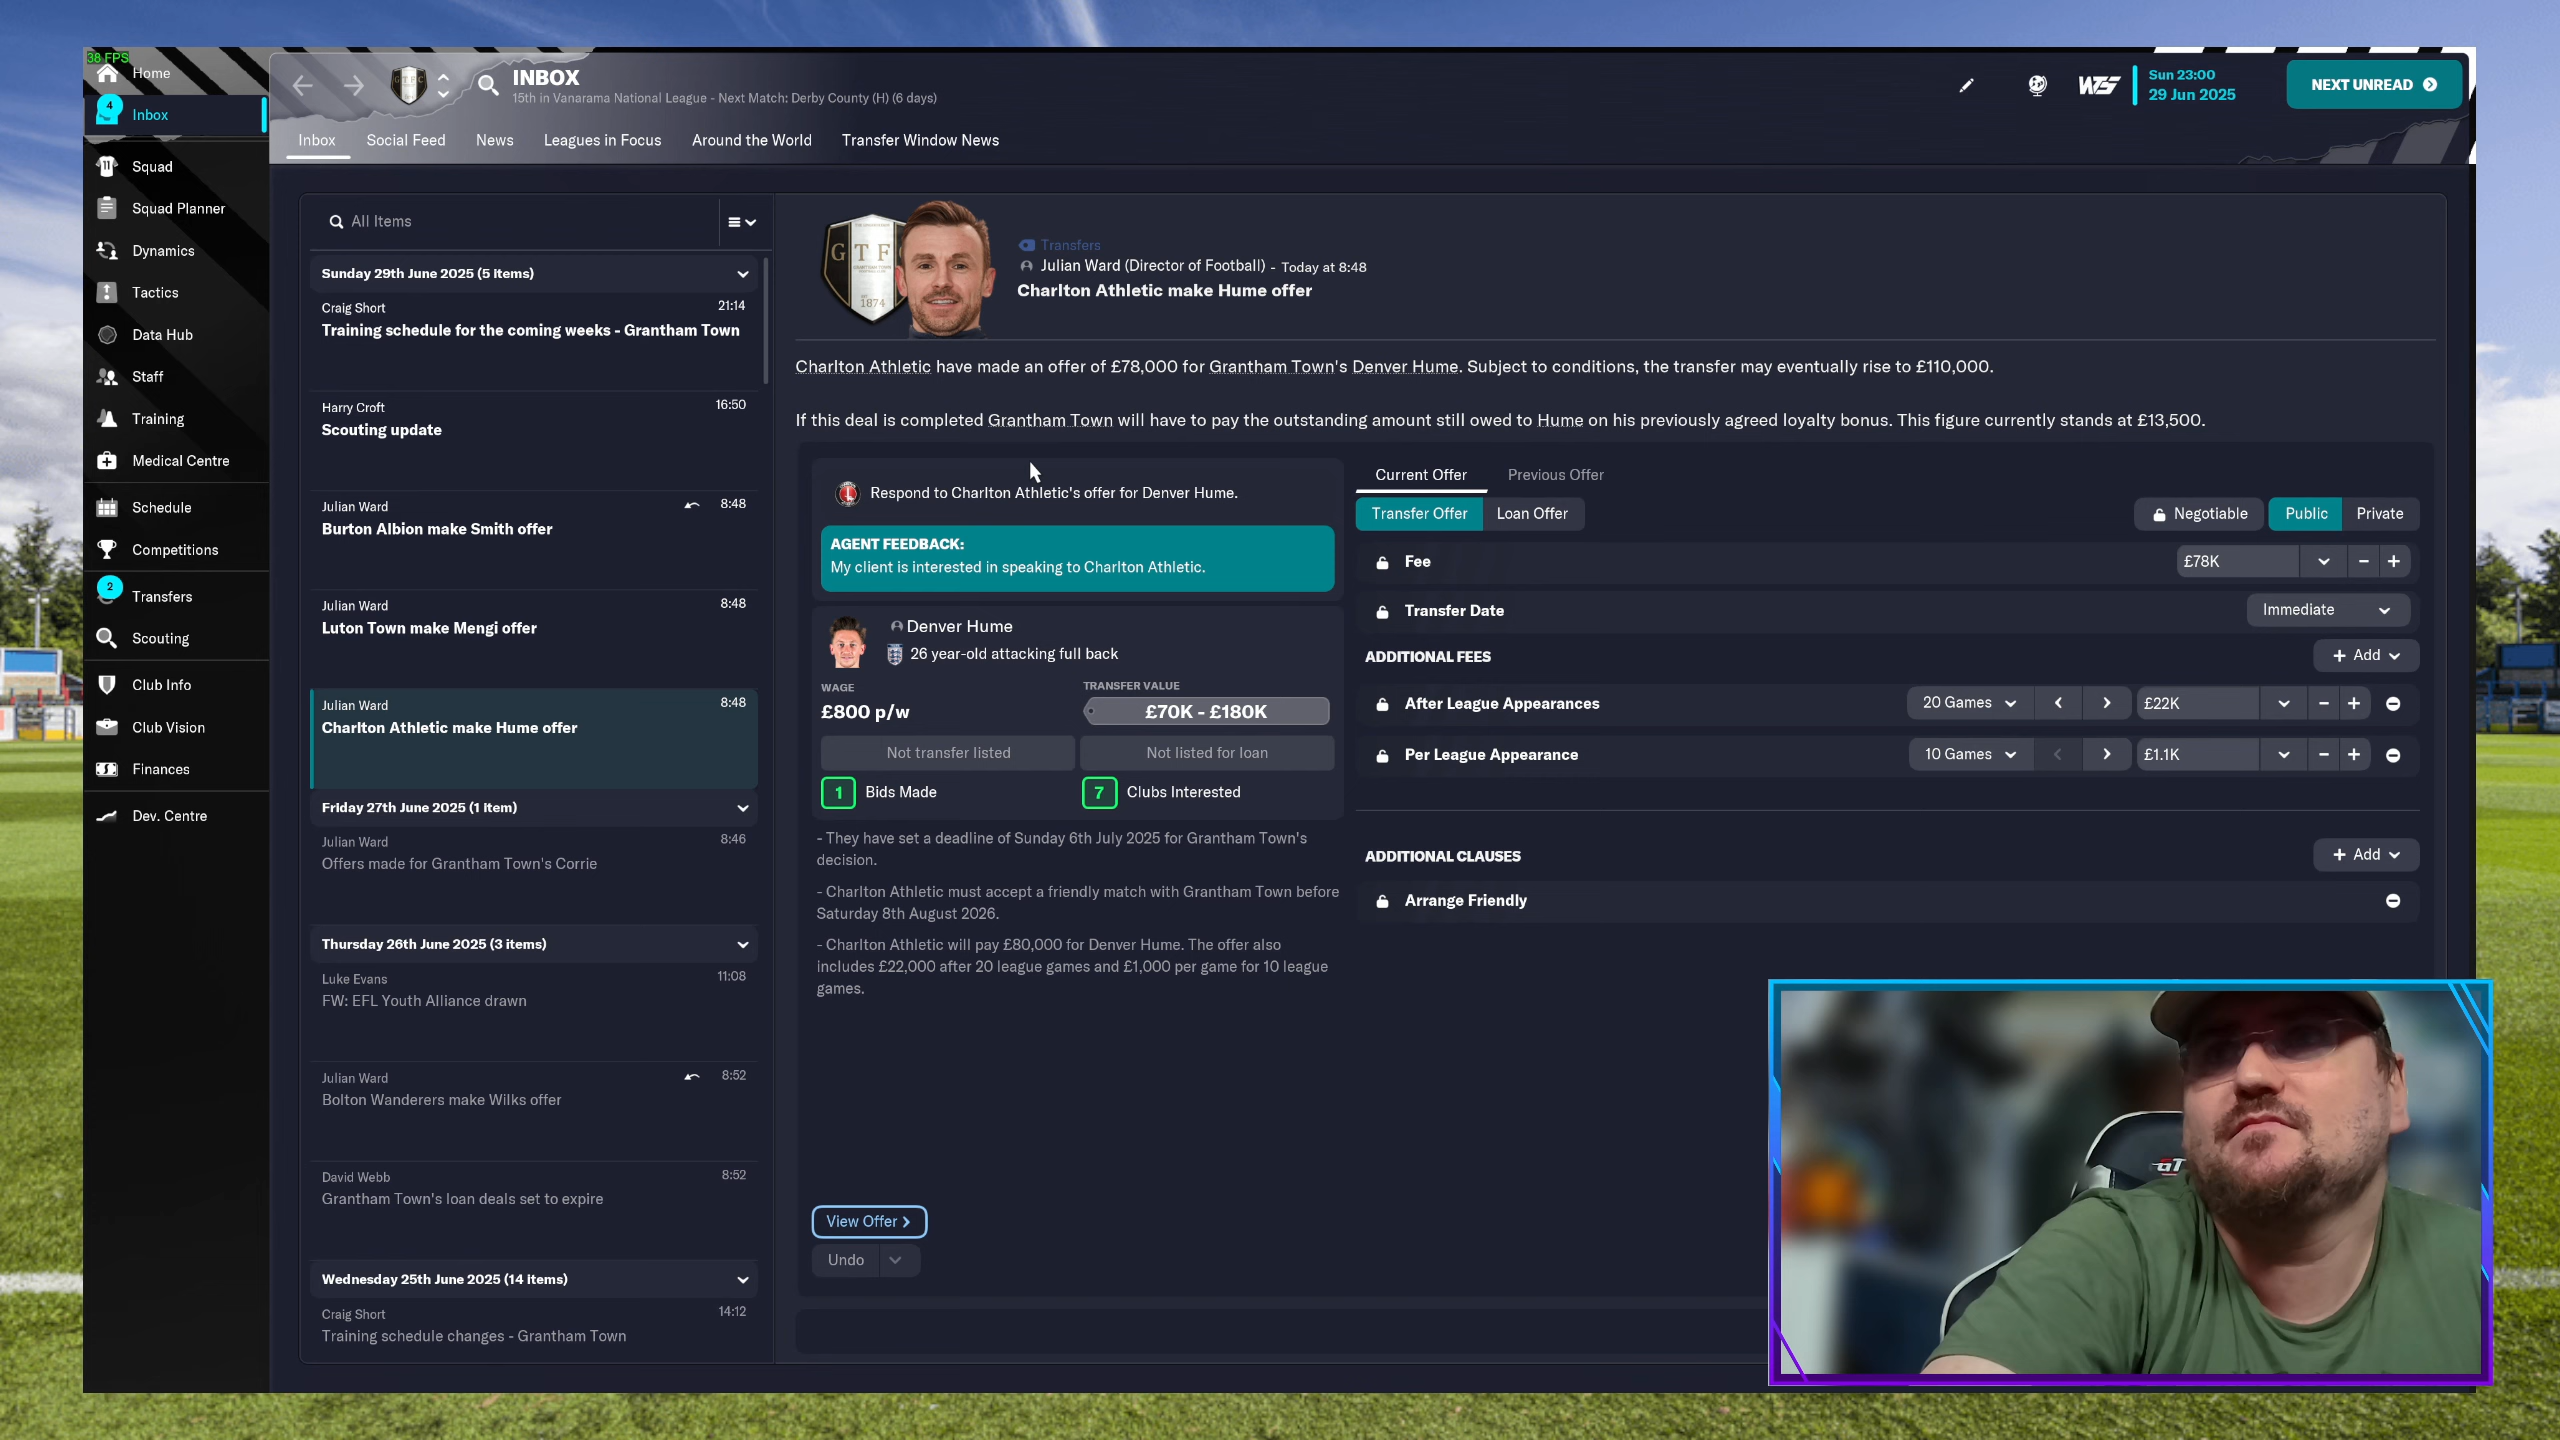 38 FPS
Home
4
Inbox
Squad
Squad Planner
Dynamics
Tactics
Data Hub
Staff
Training
Medical Centre
Schedule
Competitions
2
Transfers
Scouting
Club Info
Club Vision
Finances
Dev. Centre
INBOX
15th in Vanarama National League - Next Match: Derby County (H) (6 days)
Sun 23:00
29 Jun 2025
NEXT UNREAD
Inbox
Social Feed
News
Leagues in Focus
Around the World
Transfer Window News
All Items
Sunday 29th June 2025 (5 items)
Craig Short 21:14
Training schedule for the coming weeks - Grantham Town
Harry Croft 16:50
Scouting update
Julian Ward 8:48
Burton Albion make Smith offer
Julian Ward 8:48
Luton Town make Mengi offer
Julian Ward 8:48
Charlton Athletic make Hume offer
Friday 27th June 2025 (1 item)
Julian Ward 8:46
Offers made for Grantham Town's Corrie
Thursday 26th June 2025 (3 items)
Luke Evans 11:08
FW: EFL Youth Alliance drawn
Julian Ward 8:52
Bolton Wanderers make Wilks offer
David Webb 8:52
Grantham Town's loan deals set to expire
Wednesday 25th June 2025 (14 items)
Craig Short 14:12
Training schedule changes - Grantham Town
G T F
1874
Transfers
Julian Ward (Director of Football) - Today at 8:48
Charlton Athletic make Hume offer
Charlton Athletic have made an offer of £78,000 for Grantham Town's Denver Hume. Subject to conditions, the transfer may eventually rise to £110,000.
If this deal is completed Grantham Town will have to pay the outstanding amount still owed to Hume on his previously agreed loyalty bonus. This figure currently stands at £13,500.
Respond to Charlton Athletic's offer for Denver Hume.
AGENT FEEDBACK:
My client is interested in speaking to Charlton Athletic.
Denver Hume
26 year-old attacking full back
WAGE TRANSFER VALUE
£800 p/w £70K - £180K
Not transfer listed Not listed for loan
1 Bids Made 7 Clubs Interested
- They have set a deadline of Sunday 6th July 2025 for Grantham Town's
decision.
- Charlton Athletic must accept a friendly match with Grantham Town before
Saturday 8th August 2026.
- Charlton Athletic will pay £80,000 for Denver Hume. The offer also
includes £22,000 after 20 league games and £1,000 per game for 10 league
games.
View Offer
Undo
Current Offer Previous Offer
Transfer Offer Loan Offer Negotiable Public Private
Fee £78K
Transfer Date Immediate
ADDITIONAL FEES + Add
After League Appearances 20 Games £22K
Per League Appearance 10 Games £1.1K
ADDITIONAL CLAUSES + Add
Arrange Friendly
GT